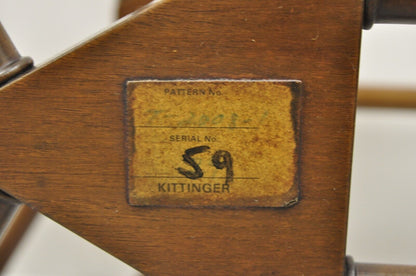 PATTERN No.
SERIAL No.
59
KITTINGER